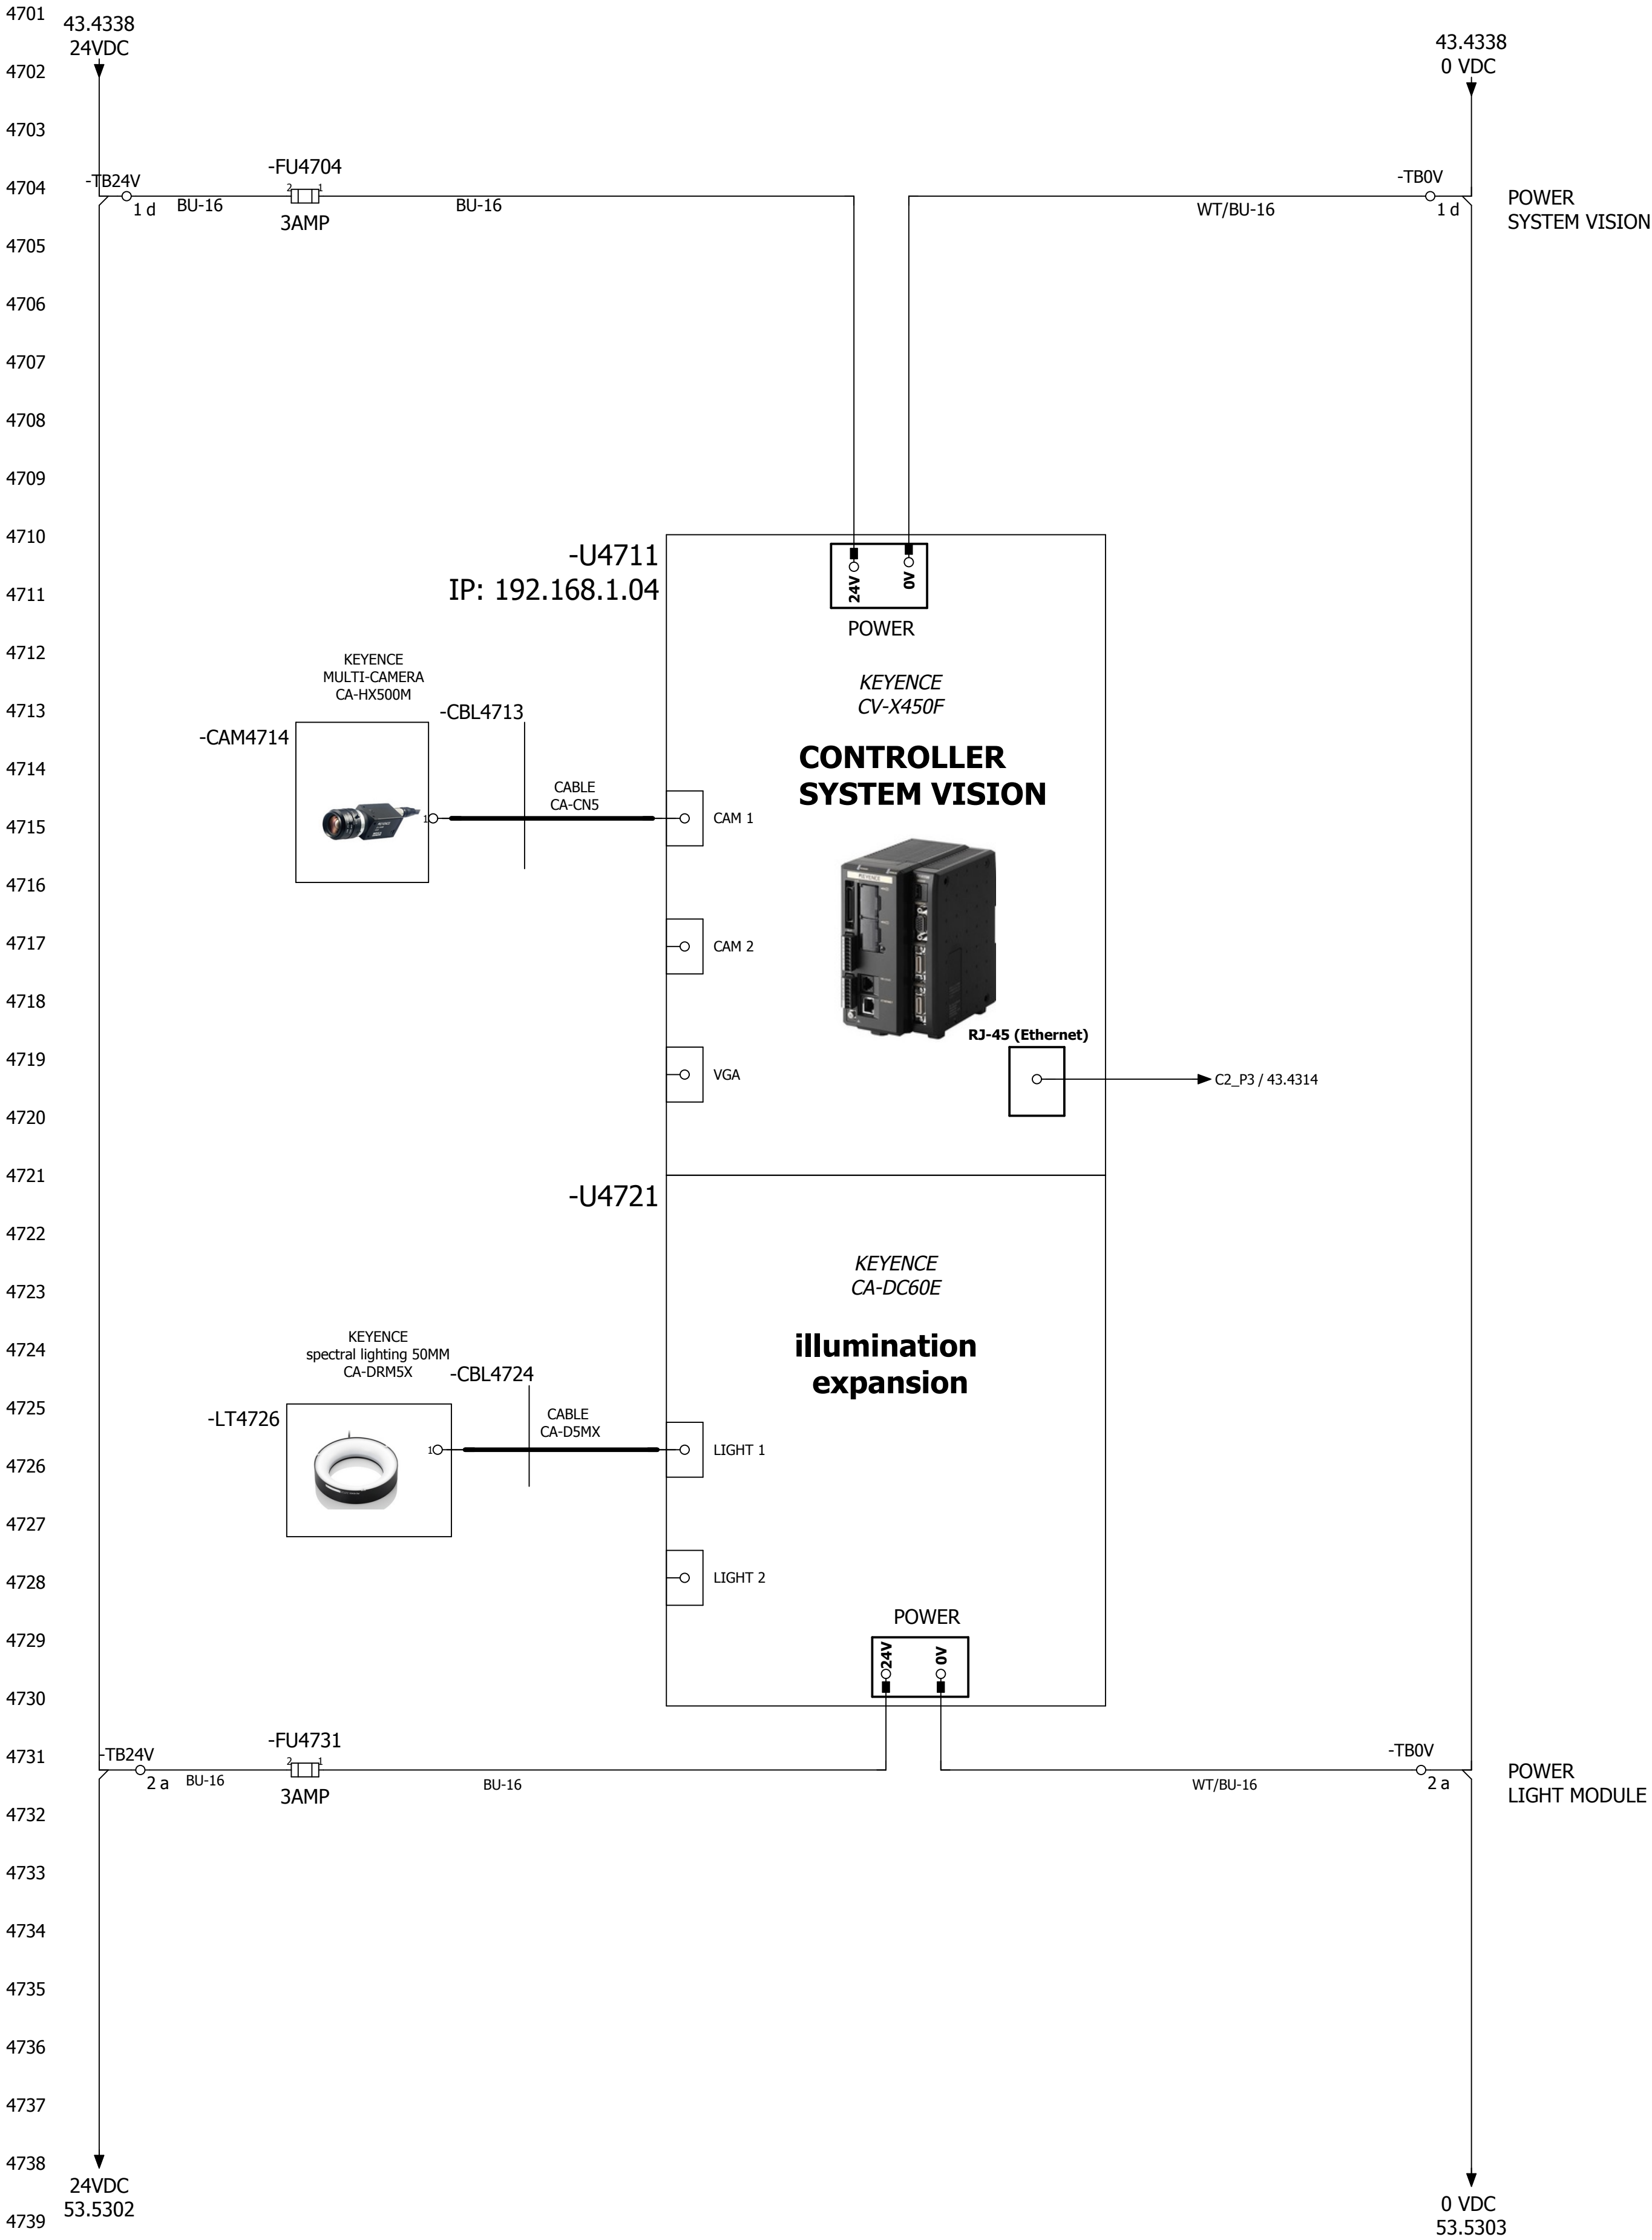 4701
43.4338
24VDC
43.4338
0 VDC
4702
4703
4704
-TB24V
1 d
BU-16
-FU4704
2 1
3AMP
BU-16
WT/BU-16
-TB0V
1 d
POWER
SYSTEM VISION
4705
4706
4707
4708
4709
4710
-U4711
IP: 192.168.1.04
24V
0V
POWER
4711
4712
KEYENCE
MULTI-CAMERA
CA-HX500M
KEYENCE
CV-X450F
4713
-CBL4713
-CAM4714
CONTROLLER
SYSTEM VISION
4714
CABLE
CA-CN5
1
CAM 1
4715
KEYENCE
4716
4717
CAM 2
4718
RJ-45 (Ethernet)
4719
VGA
C2_P3 / 43.4314
4720
4721
-U4721
4722
KEYENCE
CA-DC60E
4723
4724
KEYENCE
spectral lighting 50MM
CA-DRM5X
-CBL4724
illumination
expansion
4725
-LT4726
CABLE
CA-D5MX
1
LIGHT 1
4726
4727
4728
LIGHT 2
4729
POWER
24V
0V
4730
4731
-TB24V
2 a
BU-16
-FU4731
2 1
3AMP
BU-16
WT/BU-16
-TB0V
2 a
POWER
LIGHT MODULE
4732
4733
4734
4735
4736
4737
4738
24VDC
53.5302
0 VDC
53.5303
4739